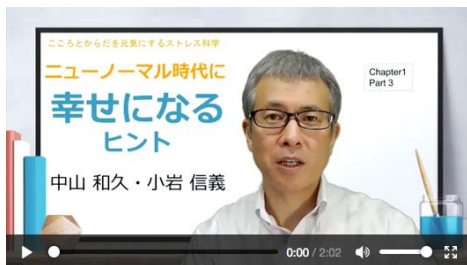 こころとからだを元気にするストレス科学
ニューノーマル時代に
幸せになる
ヒント
中山 和久・小岩 信義
Chapter1
Part 3
0:00 / 2:02